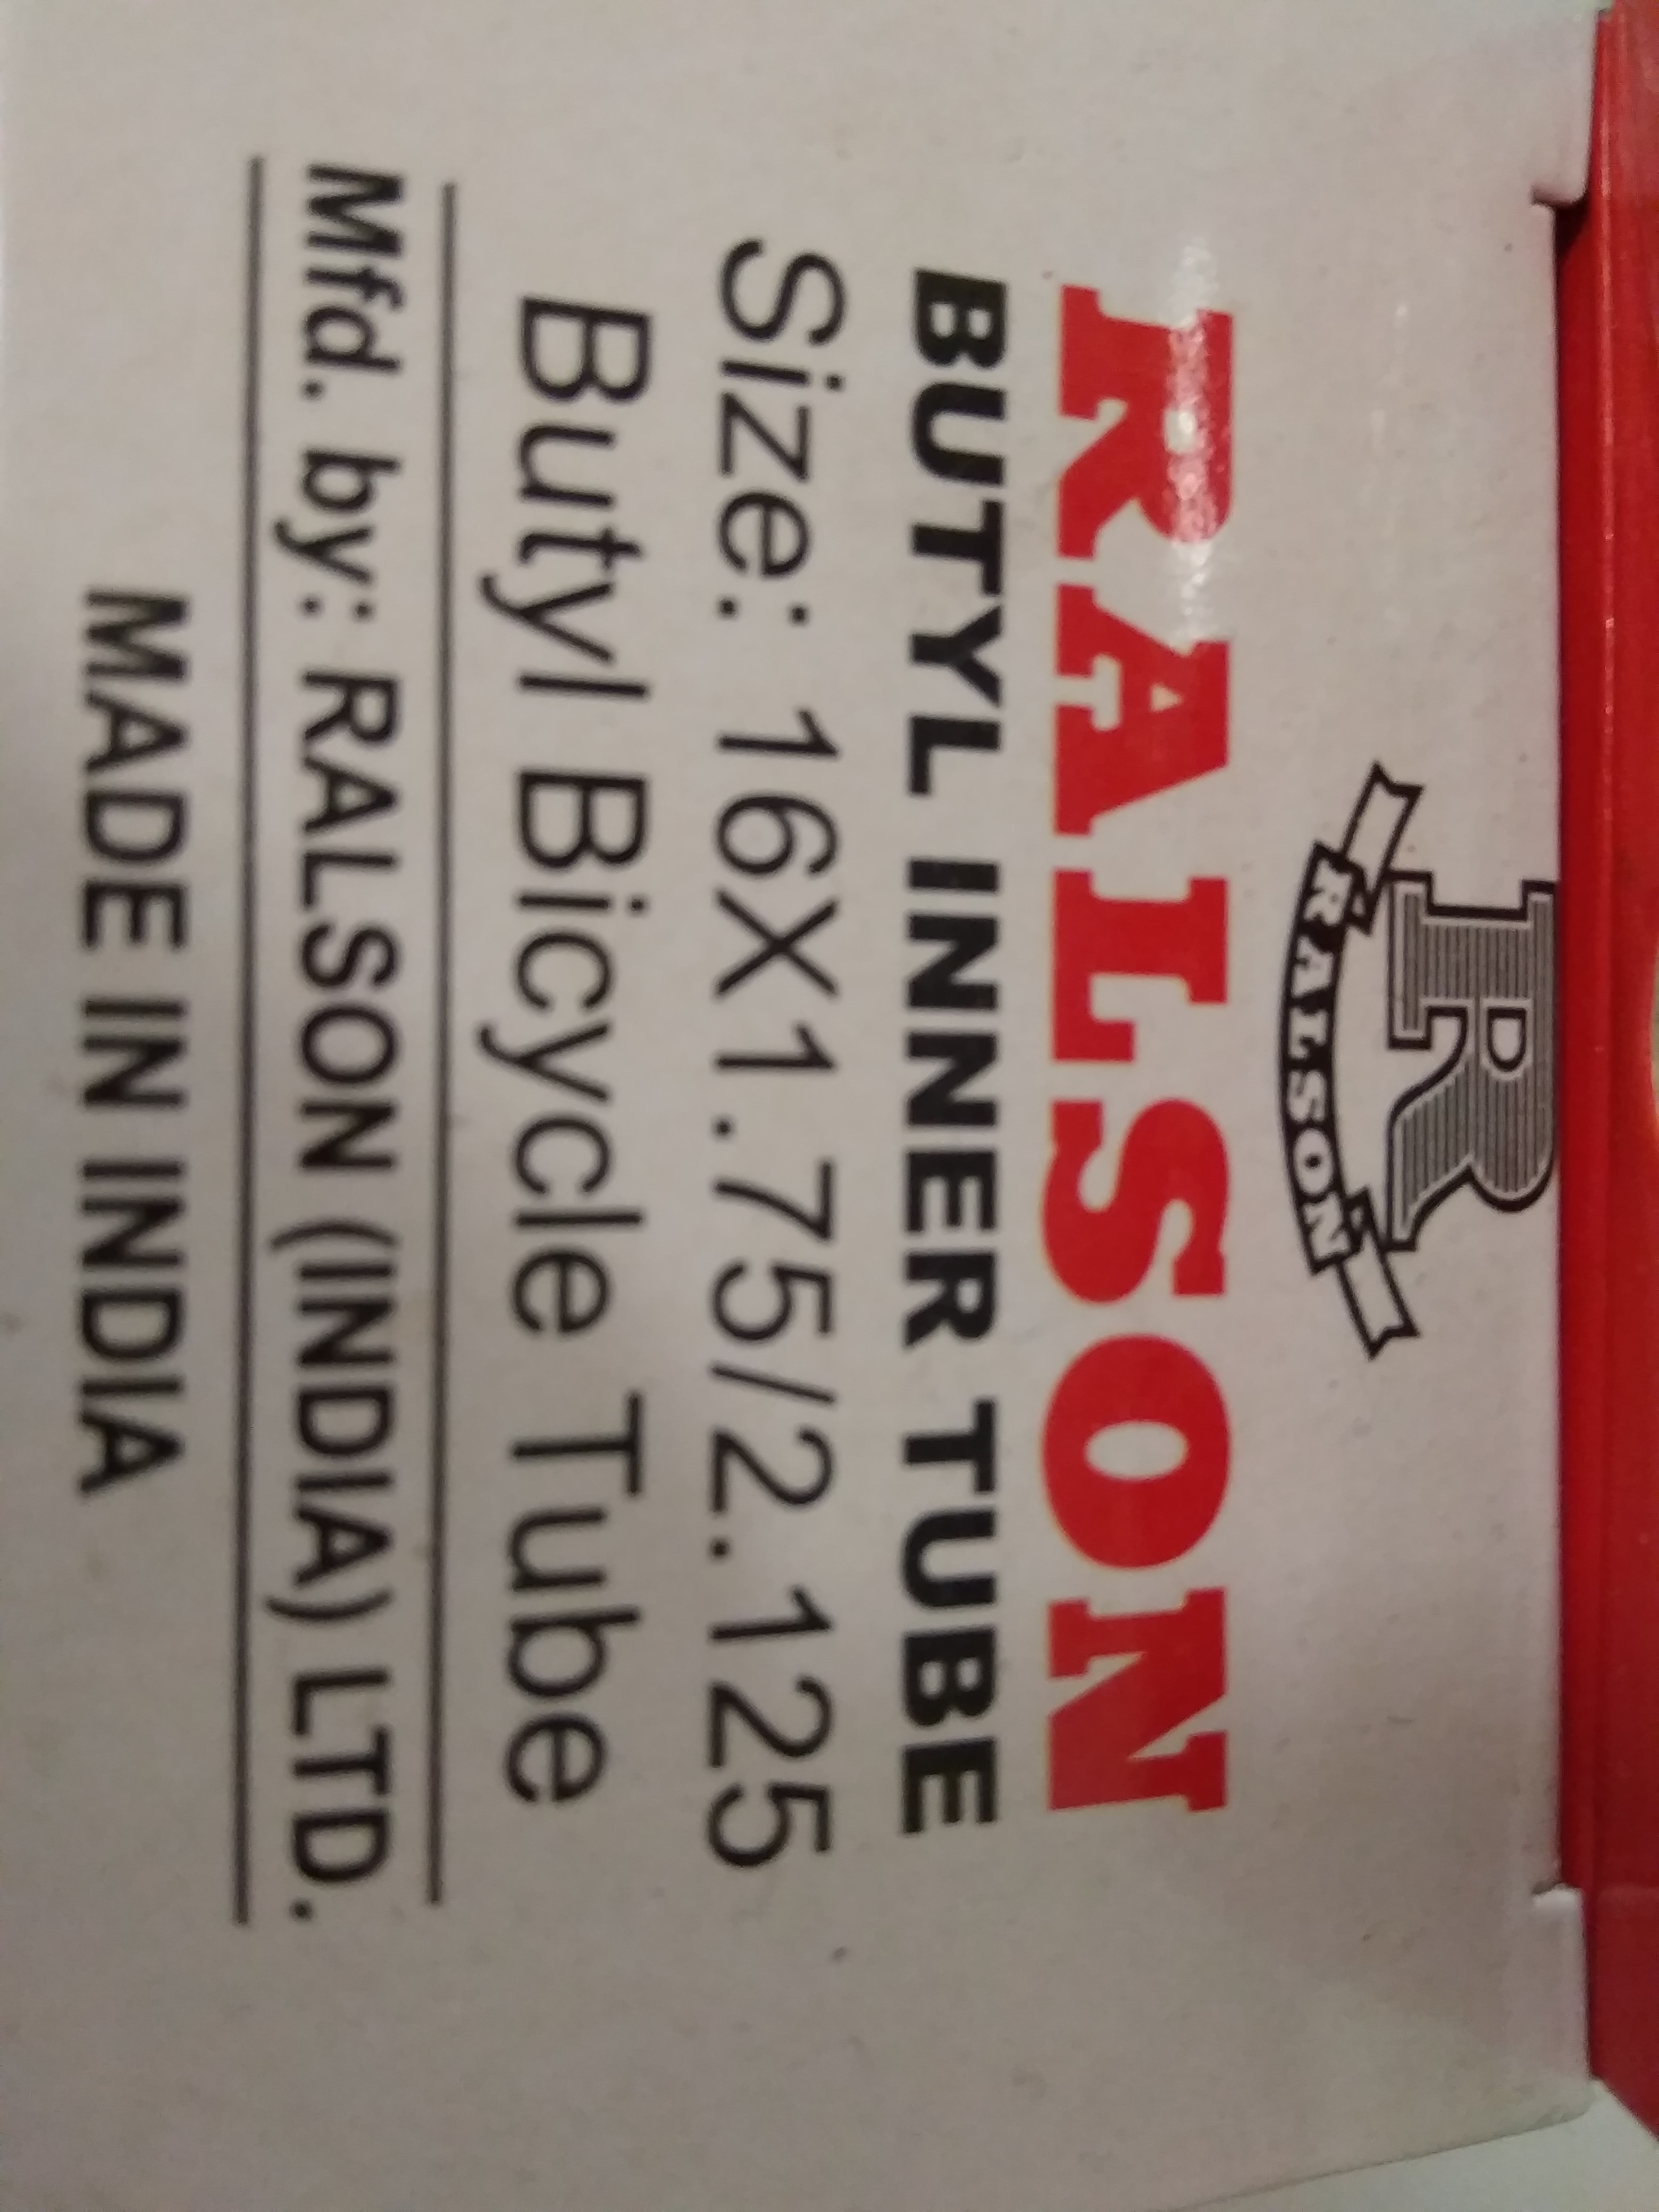 R
RALSON
RALSON
BUTYL INNER TUBE
Size: 16X1.75/2.125
Butyl Bicycle Tube
Mfd. by: RALSON (INDIA) LTD.
MADE IN INDIA